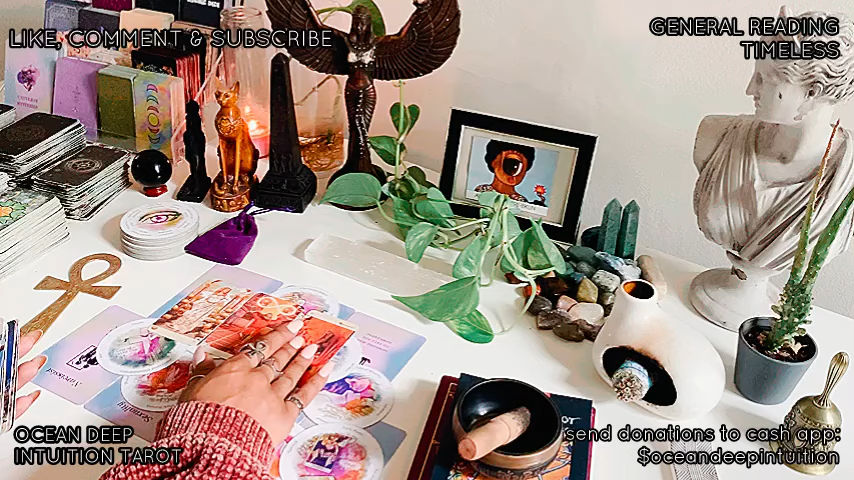 LIKE, COMMENT & SUBSCRIBE
GENERAL READING
TIMELESS
OCEAN DEEP
INTUITION TAROT
send donations to cash app:
$oceandeepintuition